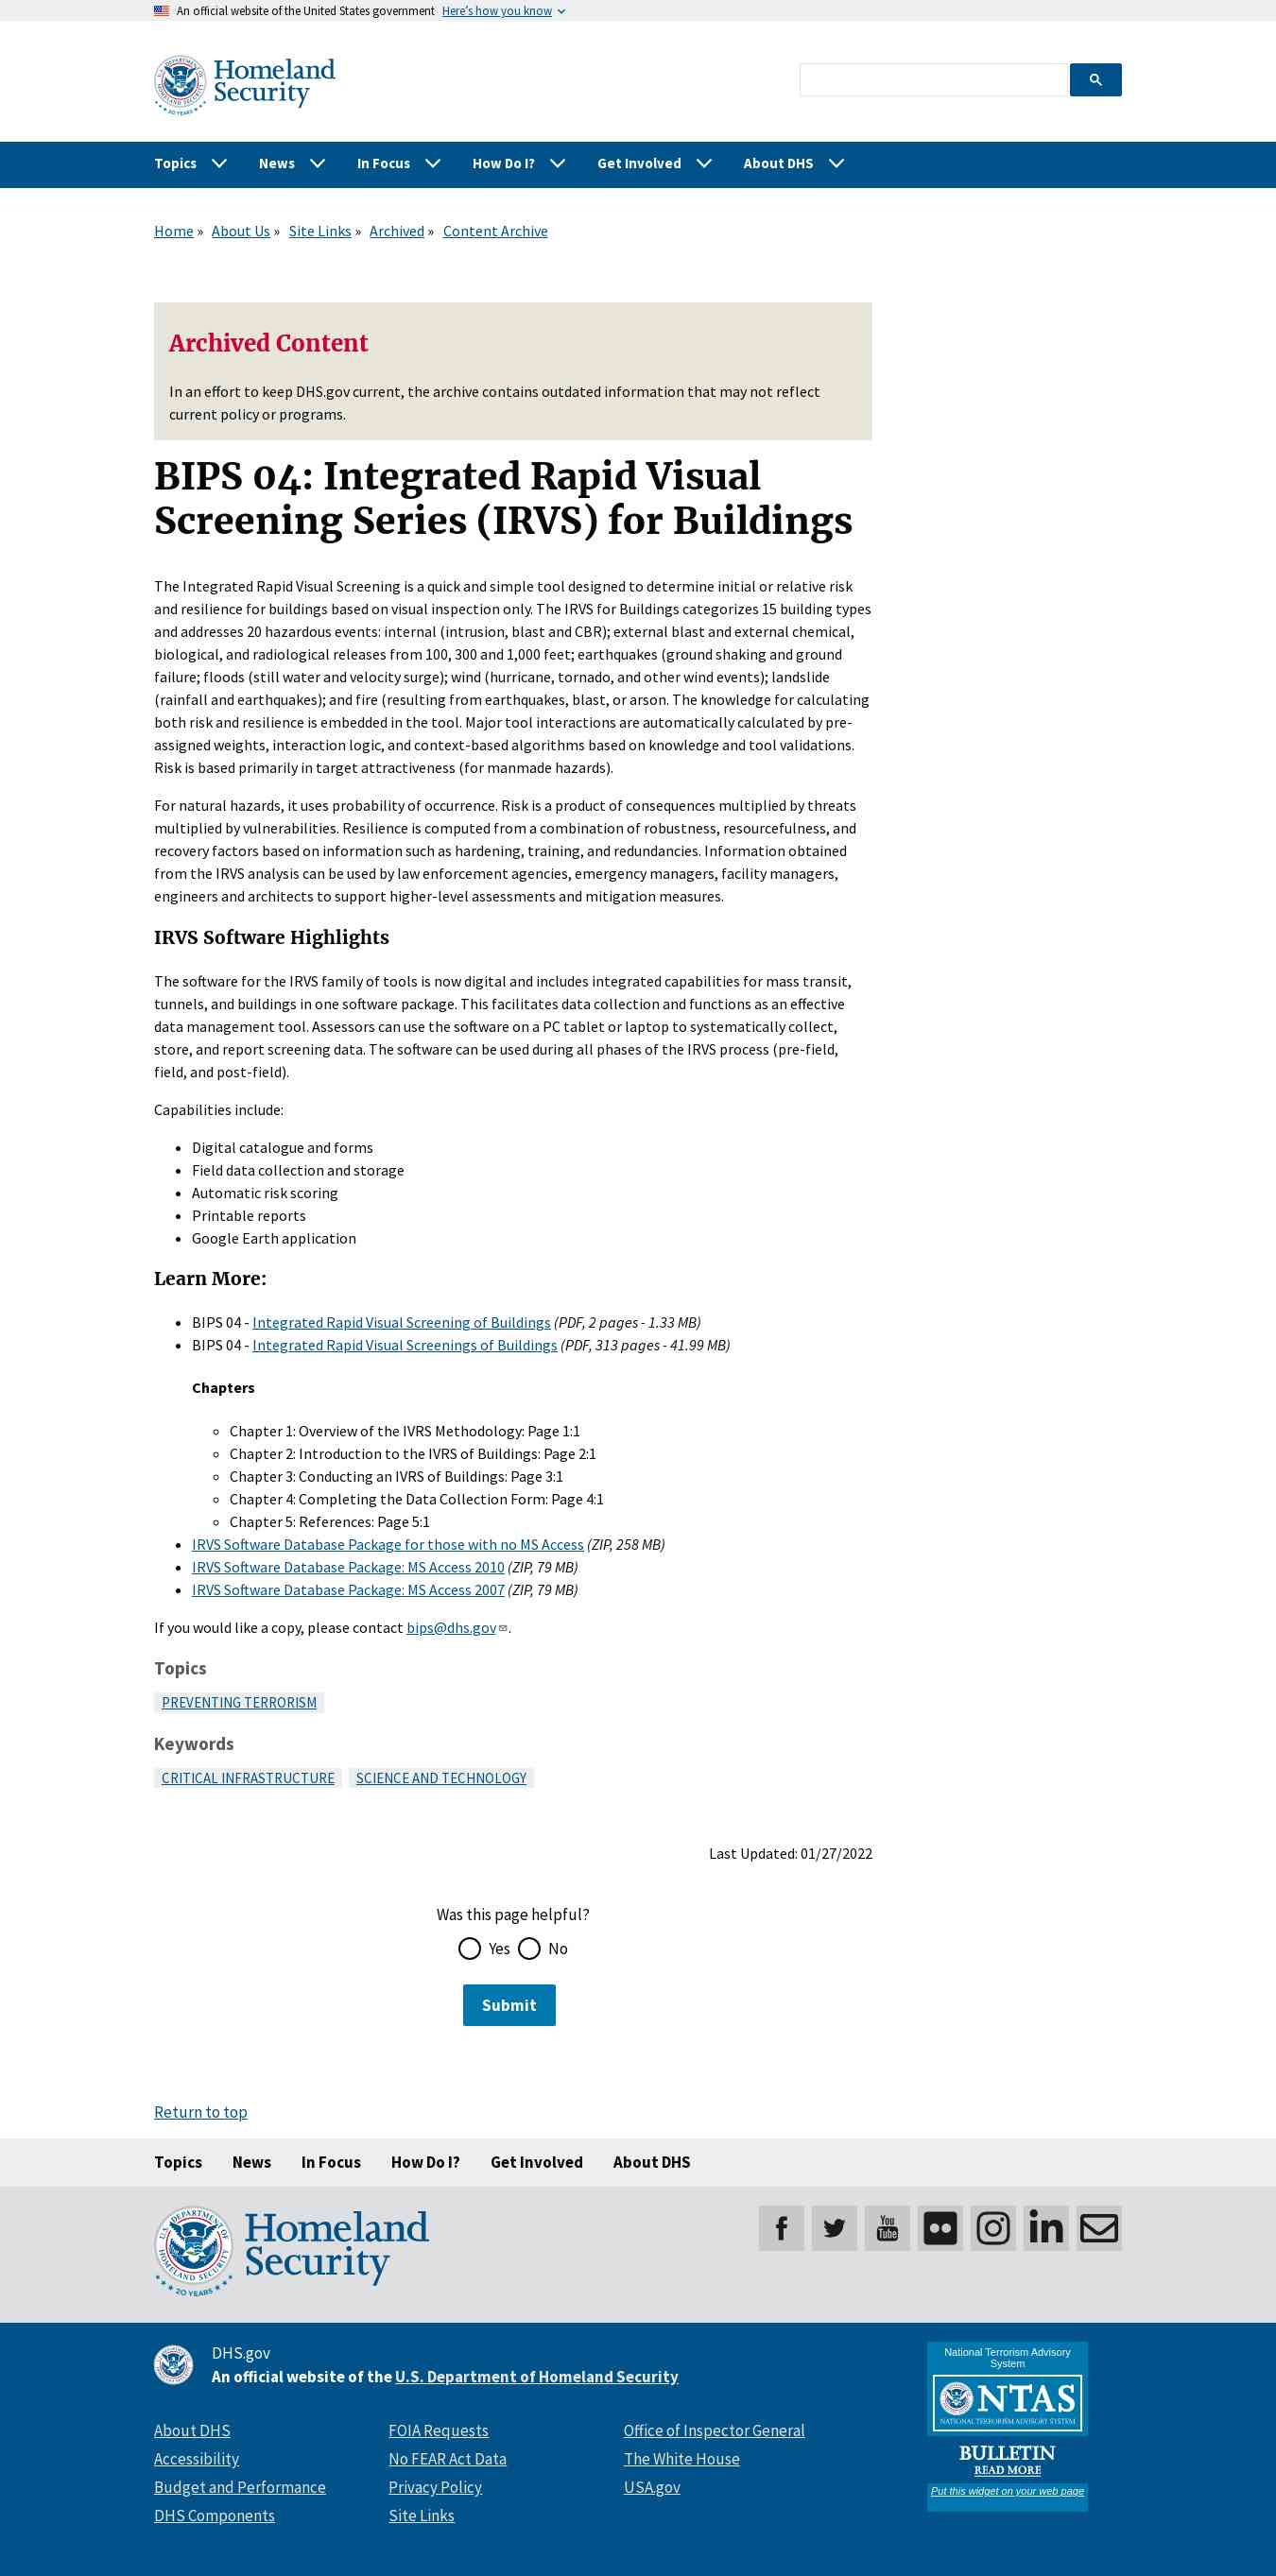 An official website of the United States government Here's how you know
Homeland
Security
Topics News In Focus How Do I? Get Involved About DHS
Home » About Us » Site Links » Archived » Content Archive
Archived Content
In an effort to keep DHS.gov current, the archive contains outdated information that may not reflect
current policy or programs.
BIPS 04: Integrated Rapid Visual
Screening Series (IRVS) for Buildings
The Integrated Rapid Visual Screening is a quick and simple tool designed to determine initial or relative risk
and resilience for buildings based on visual inspection only. The IRVS for Buildings categorizes 15 building types
and addresses 20 hazardous events: internal (intrusion, blast and CBR); external blast and external chemical,
biological, and radiological releases from 100, 300 and 1,000 feet; earthquakes (ground shaking and ground
failure; floods (still water and velocity surge); wind (hurricane, tornado, and other wind events); landslide
(rainfall and earthquakes); and fire (resulting from earthquakes, blast, or arson. The knowledge for calculating
both risk and resilience is embedded in the tool. Major tool interactions are automatically calculated by pre-
assigned weights, interaction logic, and context-based algorithms based on knowledge and tool validations.
Risk is based primarily in target attractiveness (for manmade hazards).
For natural hazards, it uses probability of occurrence. Risk is a product of consequences multiplied by threats
multiplied by vulnerabilities. Resilience is computed from a combination of robustness, resourcefulness, and
recovery factors based on information such as hardening, training, and redundancies. Information obtained
from the IRVS analysis can be used by law enforcement agencies, emergency managers, facility managers,
engineers and architects to support higher-level assessments and mitigation measures.
IRVS Software Highlights
The software for the IRVS family of tools is now digital and includes integrated capabilities for mass transit,
tunnels, and buildings in one software package. This facilitates data collection and functions as an effective
data management tool. Assessors can use the software on a PC tablet or laptop to systematically collect,
store, and report screening data. The software can be used during all phases of the IRVS process (pre-field,
field, and post-field).
Capabilities include:
• Digital catalogue and forms
• Field data collection and storage
• Automatic risk scoring
• Printable reports
• Google Earth application
Learn More:
• BIPS 04 - Integrated Rapid Visual Screening of Buildings (PDF, 2 pages - 1.33 MB)
• BIPS 04 - Integrated Rapid Visual Screenings of Buildings (PDF, 313 pages - 41.99 MB)
Chapters
◦ Chapter 1: Overview of the IVRS Methodology: Page 1:1
◦ Chapter 2: Introduction to the IVRS of Buildings: Page 2:1
◦ Chapter 3: Conducting an IVRS of Buildings: Page 3:1
◦ Chapter 4: Completing the Data Collection Form: Page 4:1
◦ Chapter 5: References: Page 5:1
• IRVS Software Database Package for those with no MS Access (ZIP, 258 MB)
• IRVS Software Database Package: MS Access 2010 (ZIP, 79 MB)
• IRVS Software Database Package: MS Access 2007 (ZIP, 79 MB)
If you would like a copy, please contact bips@dhs.gov.
Topics
PREVENTING TERRORISM
Keywords
CRITICAL INFRASTRUCTURE SCIENCE AND TECHNOLOGY
Last Updated: 01/27/2022
Was this page helpful?
Yes No
Submit
Return to top
Topics News In Focus How Do I? Get Involved About DHS
U.S. DEPARTMENT OF
20 YEARS
Homeland
Security
You
Tube
in
DHS.gov
An official website of the U.S. Department of Homeland Security
About DHS FOIA Requests Office of Inspector General
Accessibility No FEAR Act Data The White House
Budget and Performance Privacy Policy USA.gov
DHS Components Site Links
National Terrorism Advisory
System
NTAS
NATIONAL TERRORISM ADVISORY SYSTEM
BULLETIN
READ MORE
Put this widget on your web page